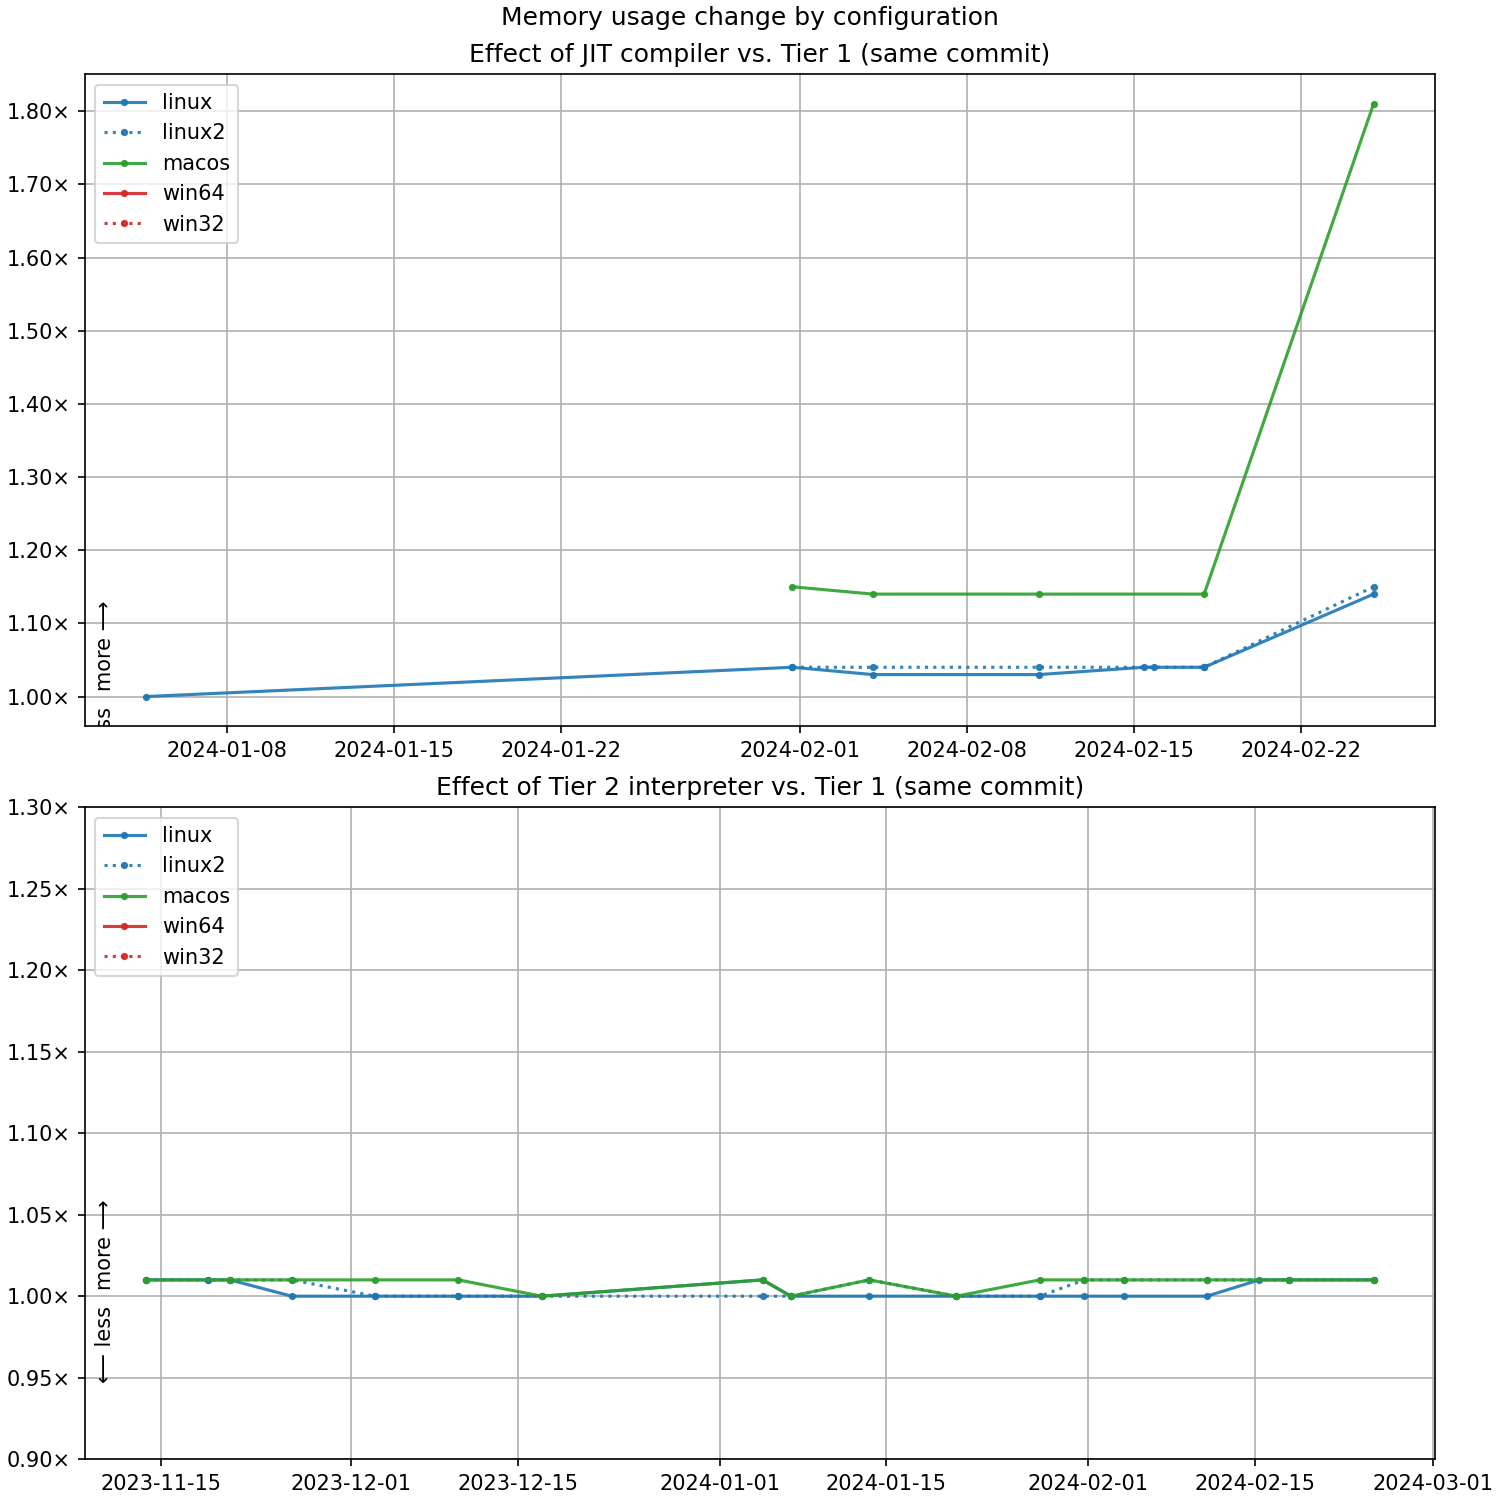 Memory usage change by configuration
Effect of JIT compiler vs. Tier 1 (same commit)
linux
linux2
macos
win64
win32
1.80×
1.70×
1.60×
1.50×
1.40×
1.30×
1.20×
1.10×
1.00×
ss more ⟶
2024-01-08 2024-01-15 2024-01-22 2024-02-01 2024-02-08 2024-02-15 2024-02-22
Effect of Tier 2 interpreter vs. Tier 1 (same commit)
linux
linux2
macos
win64
win32
1.30×
1.25×
1.20×
1.15×
1.10×
1.05×
1.00×
0.95×
0.90×
⟵ less more ⟶
2023-11-15 2023-12-01 2023-12-15 2024-01-01 2024-01-15 2024-02-01 2024-02-15 2024-03-01